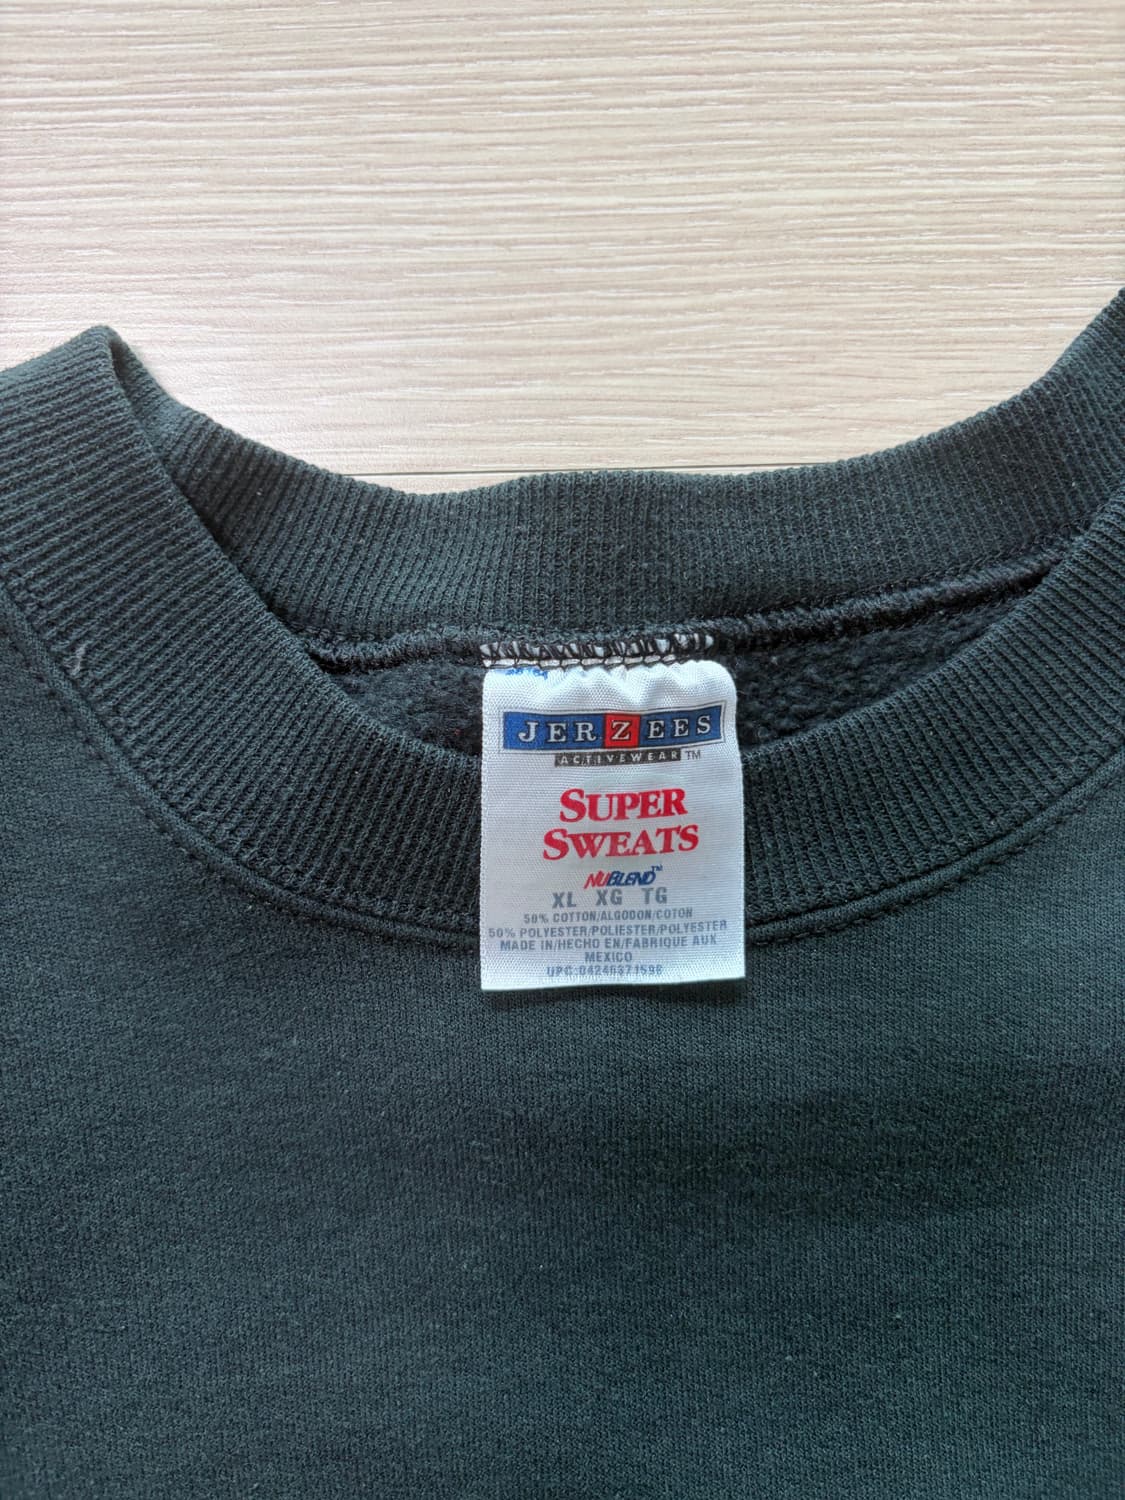 JERZEES
ACTIVEWEAR TM
SUPER
SWEATS
NUBLEND™
XL XG TG
50% COTTON/ALGODON/COTON
50% POLYESTER/POLIESTER/POLYESTER
MADE IN/HECHO EN/FABRIQUE AUX
MEXICO